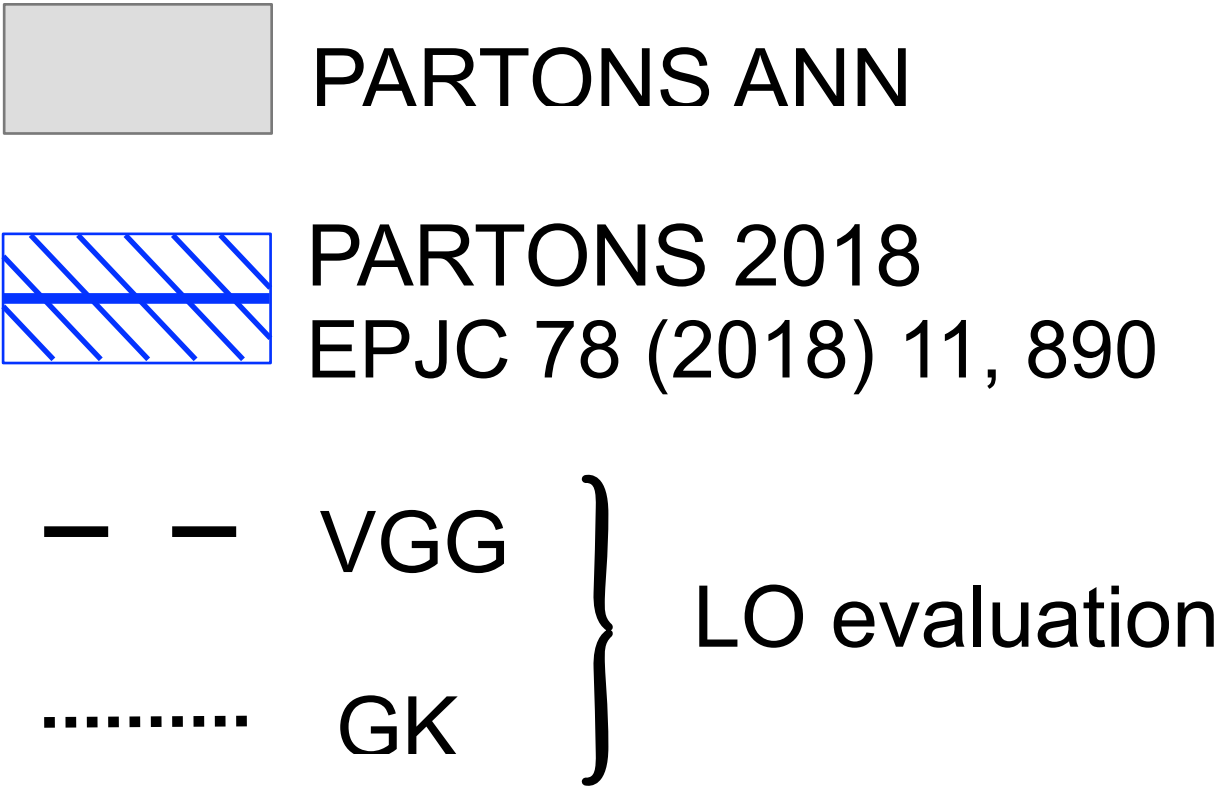 PARTONS ANN
PARTONS 2018
EPJC 78 (2018) 11, 890
VGG
LO evaluation
GK